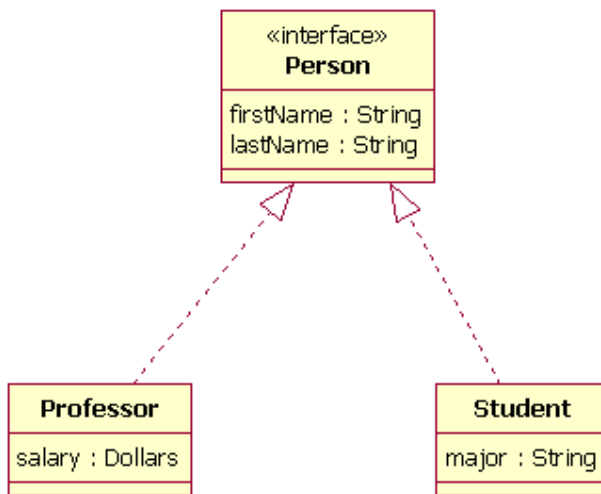 «interface»
Person
firstName : String
lastName : String
Professor
salary : Dollars
Student
major : String